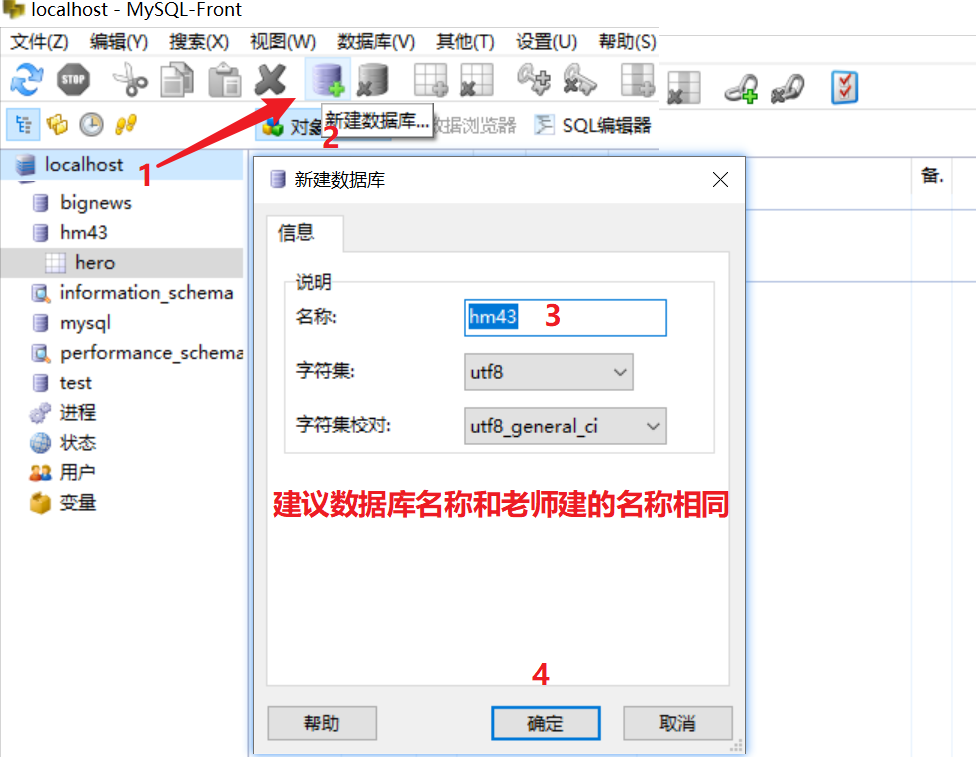 localhost - MySQL-Front
文件(Z) 编辑(Y) 搜索(X) 视图(W) 数据库(V) 其他(T) 设置(U) 帮助(S)
STOP
新建数据库...
对象 数据浏览器 SQL编辑器
1
2
localhost
bignews
hm43
hero
information_schema
mysql
performance_schema
test
进程
状态
用户
变量
备.
新建数据库
信息
说明
名称: hm43 3
字符集: utf8
字符集校对: utf8_general_ci
建议数据库名称和老师建的名称相同
4
帮助 确定 取消